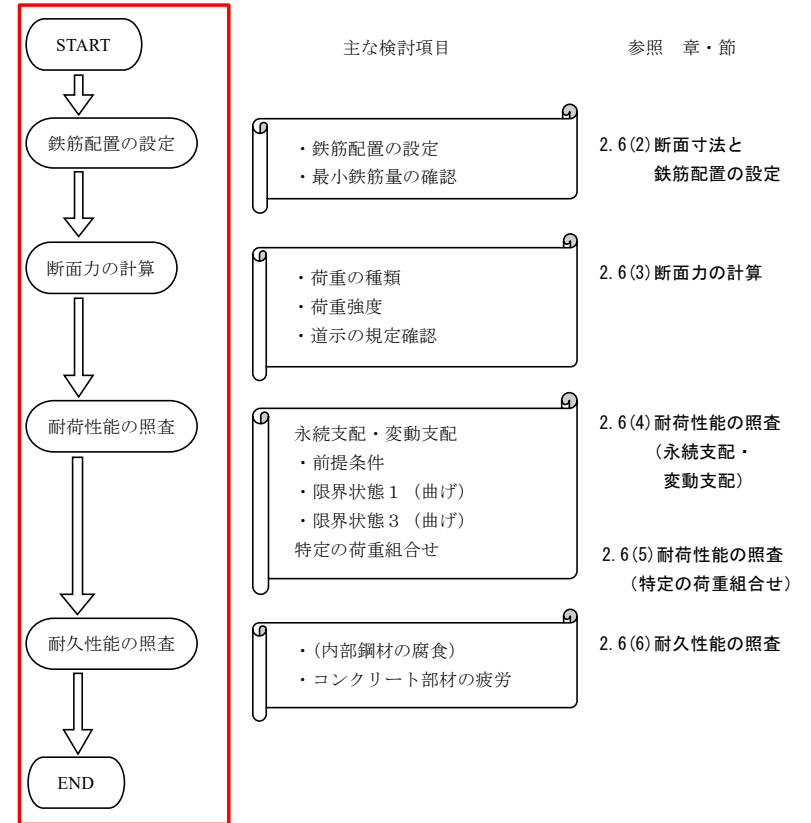 START
主な検討項目
参照　章・節
鉄筋配置の設定
・鉄筋配置の設定
・最小鉄筋量の確認
2.6(2)断面寸法と
鉄筋配置の設定
断面力の計算
・荷重の種類
・荷重強度
・道示の規定確認
2.6(3)断面力の計算
耐荷性能の照査
永続支配・変動支配
・前提条件
・限界状態１（曲げ）
・限界状態３（曲げ）
特定の荷重組合せ
2.6(4)耐荷性能の照査
（永続支配・
変動支配）
2.6(5)耐荷性能の照査
（特定の荷重組合せ）
耐久性能の照査
・(内部鋼材の腐食)
・コンクリート部材の疲労
2.6(6)耐久性能の照査
END